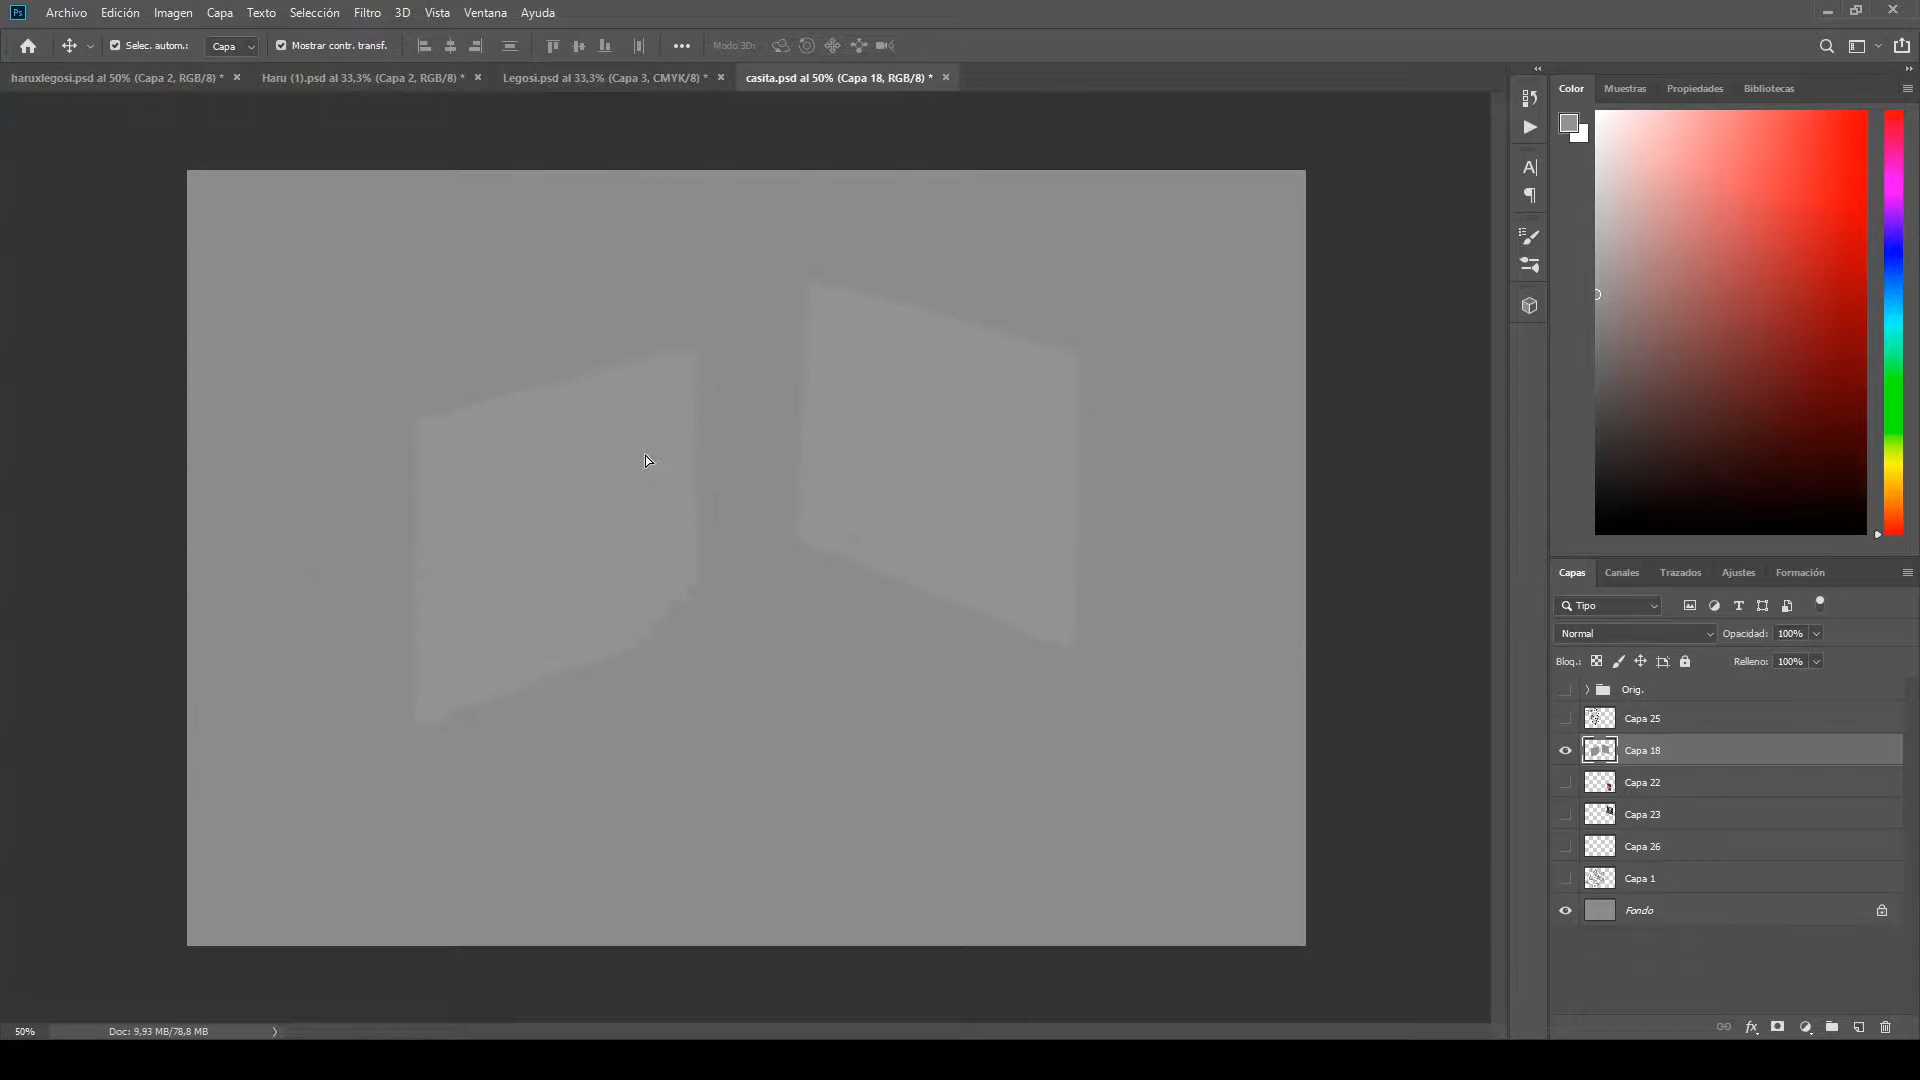 Ps Archivo Edición Imagen Capa Texto Selección Filtro 3D Vista Ventana Ayuda
Selec. autom.: Capa Mostrar contr. transf. Modo 3D:
haruxlegosi.psd al 50% (Capa 2, RGB/8) * Haru (1).psd al 33,3% (Capa 2, RGB/8) * Legosi.psd al 33,3% (Capa 3, CMYK/8) * casita.psd al 50% (Capa 18, RGB/8) *
Color Muestras Propiedades Bibliotecas
Capas Canales Trazados Ajustes Formación
Tipo
Normal Opacidad: 100%
Bloq.: Relleno: 100%
Orig.
Capa 25
Capa 18
Capa 22
Capa 23
Capa 26
Capa 1
Fondo
50% Doc: 9,93 MB/78,8 MB